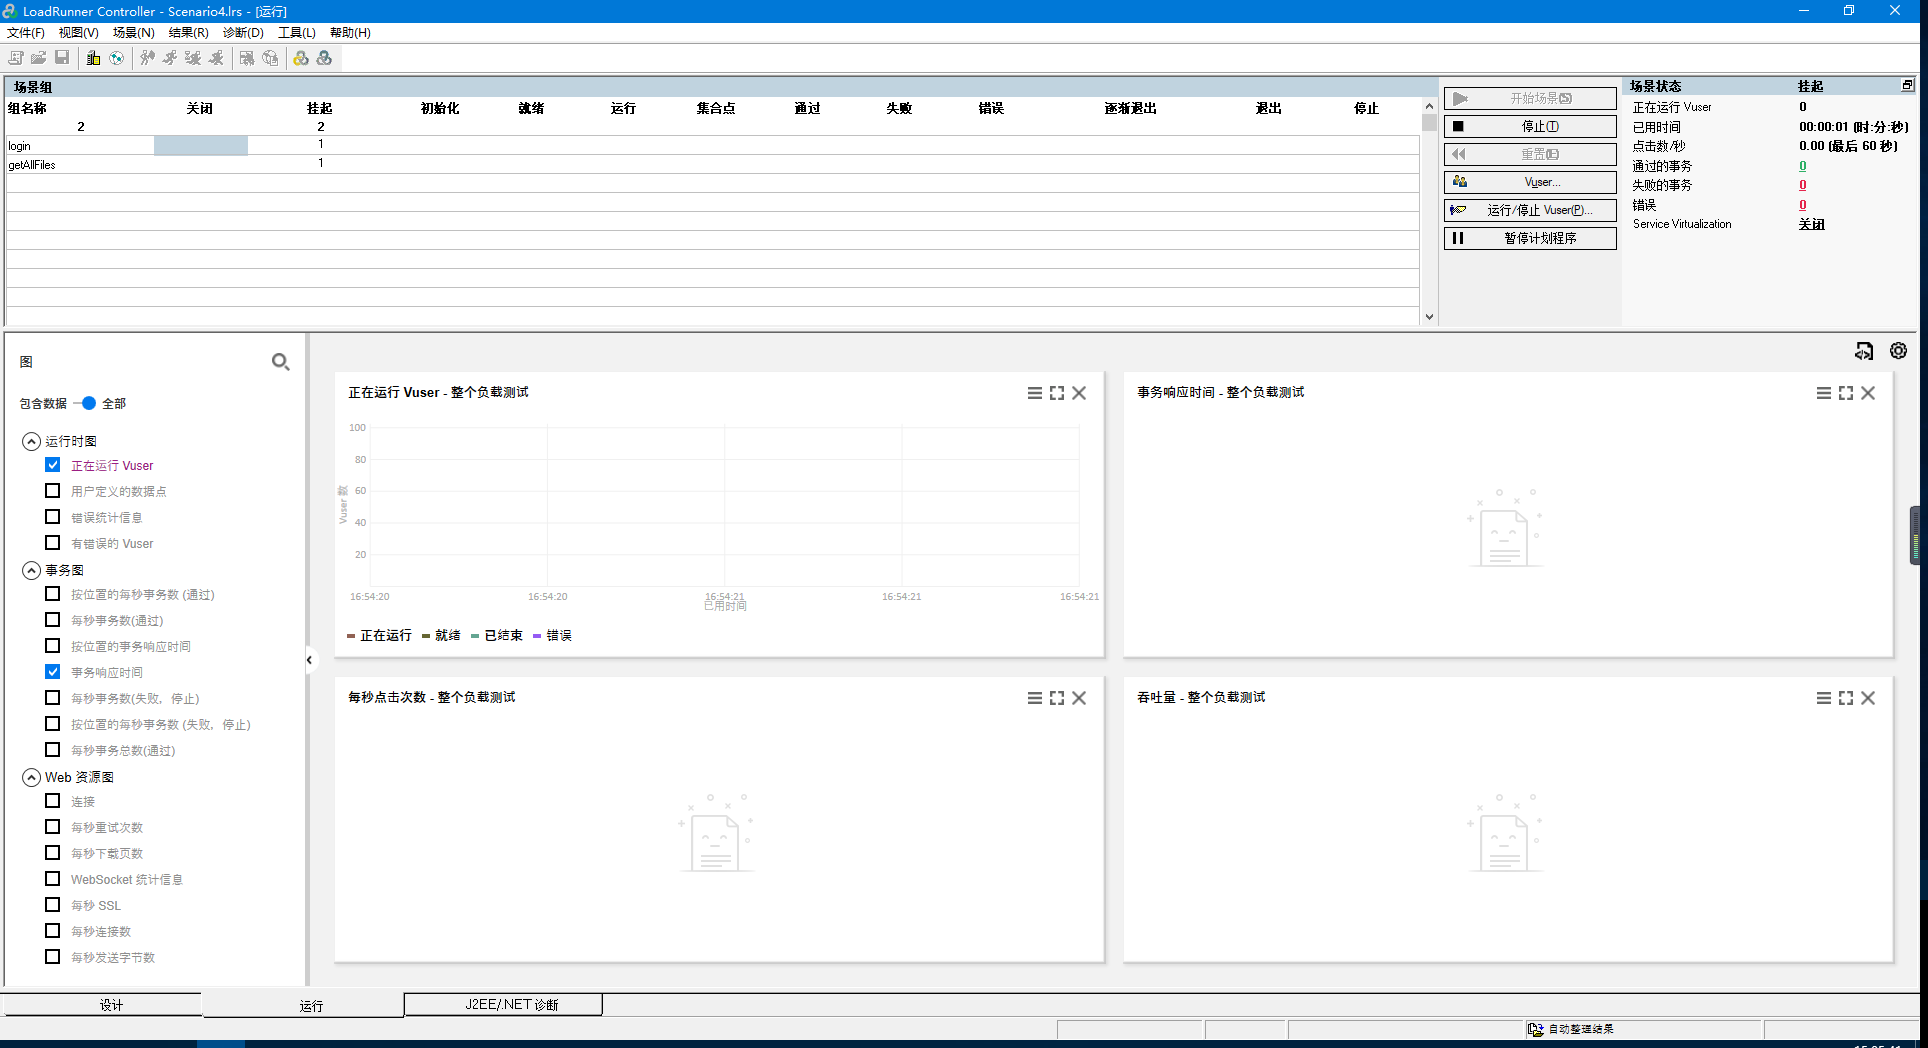 LoadRunner Controller - Scenario4.lrs - [运行]
文件(F) 视图(V) 场景(N) 结果(R) 诊断(D) 工具(L) 帮助(H)
场景组
组名称 关闭 挂起 初始化 就绪 运行 集合点 通过 失败 错误 逐渐退出 退出 停止
2 2
login 1
getAllFiles 1
开始场景(S)
停止(T)
重置(E)
Vuser...
运行/停止 Vuser(P)...
暂停计划程序
场景状态 挂起
正在运行 Vuser 0
已用时间 00:00:01 (时:分:秒)
点击数/秒 0.00 (最后 60 秒)
通过的事务 0
失败的事务 0
错误 0
Service Virtualization 关闭
图
包含数据 全部
运行时图
正在运行 Vuser
用户定义的数据点
错误统计信息
有错误的 Vuser
事务图
按位置的每秒事务数 (通过)
每秒事务数(通过)
按位置的事务响应时间
事务响应时间
每秒事务数(失败, 停止)
按位置的每秒事务数 (失败, 停止)
每秒事务总数(通过)
Web 资源图
连接
每秒重试次数
每秒下载页数
WebSocket 统计信息
每秒 SSL
每秒连接数
每秒发送字节数
正在运行 Vuser - 整个负载测试
100
80
60
40
20
Vuser 数
16:54:20 16:54:20 16:54:21 16:54:21 16:54:21
已用时间
正在运行 就绪 已结束 错误
事务响应时间 - 整个负载测试
每秒点击次数 - 整个负载测试
吞吐量 - 整个负载测试
设计 运行 J2EE/.NET 诊断
自动整理结果